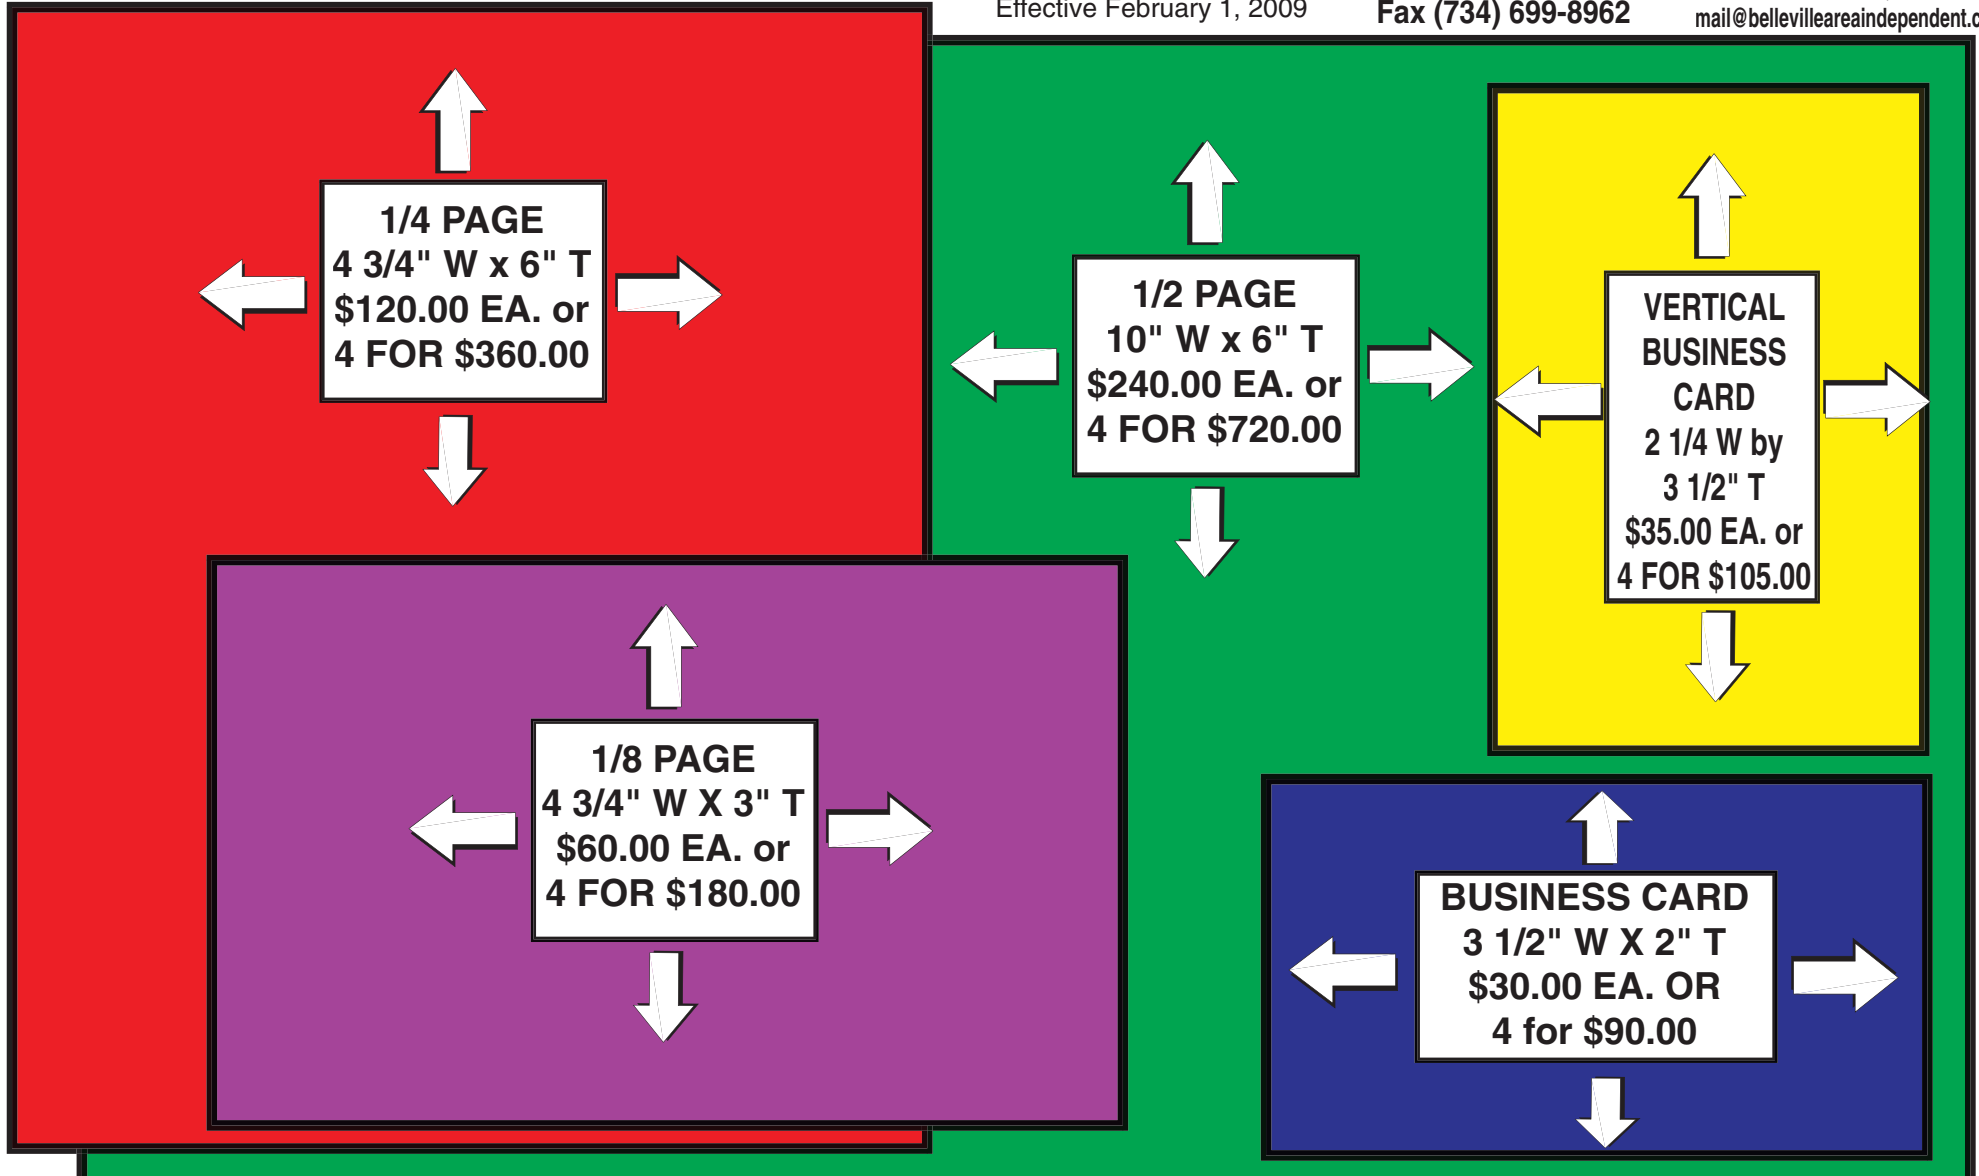 Effective February 1, 2009
Fax (734) 699-8962
mail@bellevilleareaindependent.c
1/4 PAGE
4 3/4" W x 6" T
$120.00 EA. or
4 FOR $360.00
1/2 PAGE
10" W x 6" T
$240.00 EA. or
4 FOR $720.00
VERTICAL
BUSINESS
CARD
2 1/4 W by
3 1/2" T
$35.00 EA. or
4 FOR $105.00
1/8 PAGE
4 3/4" W X 3" T
$60.00 EA. or
4 FOR $180.00
BUSINESS CARD
3 1/2" W X 2" T
$30.00 EA. OR
4 for $90.00